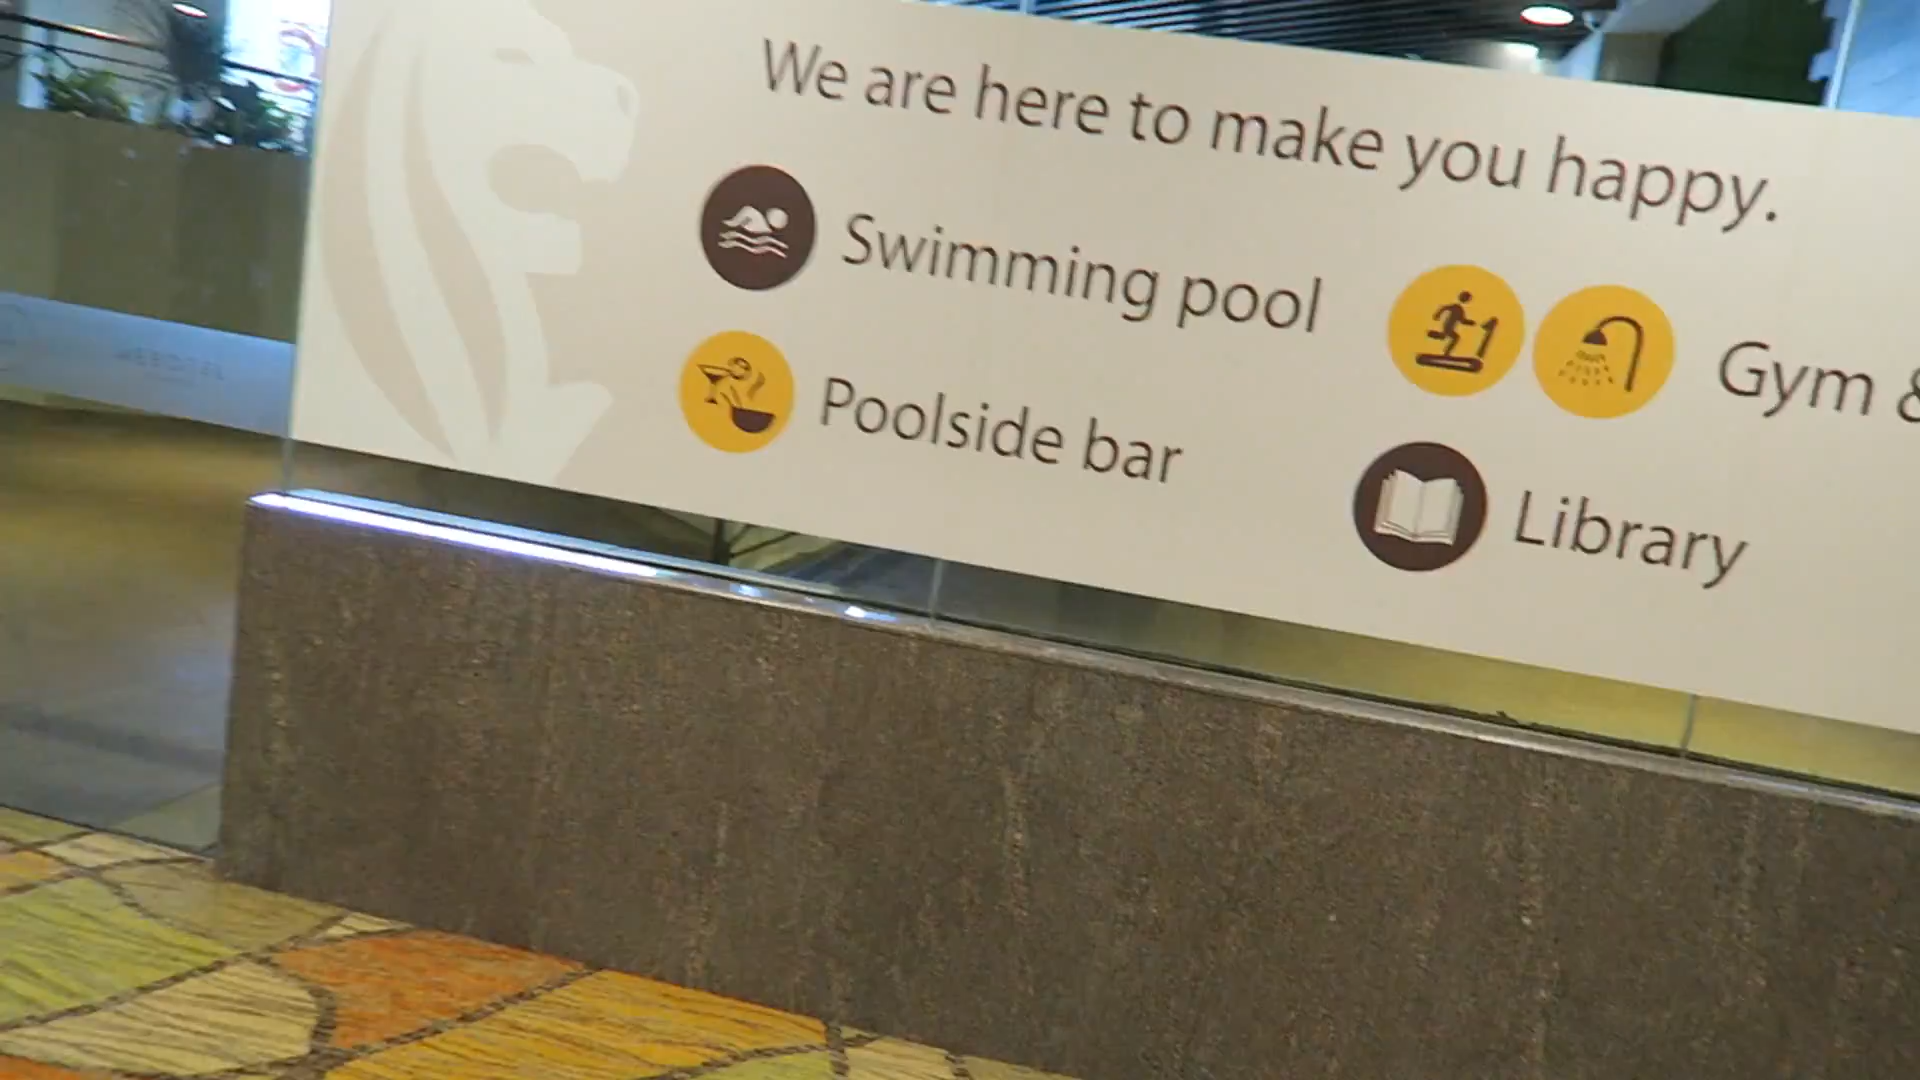 We are here to make you happy.
Swimming pool
Gym &
Poolside bar
Library